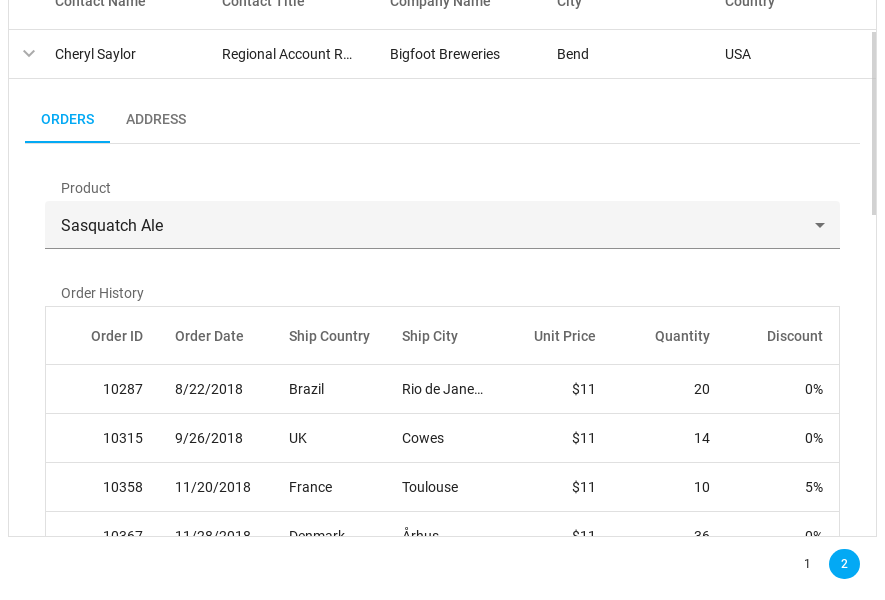 Contact Name Contact Title Company Name City Country
Cheryl Saylor Regional Account R... Bigfoot Breweries Bend USA
ORDERS ADDRESS
Product
Sasquatch Ale
Order History
Order ID Order Date Ship Country Ship City Unit Price Quantity Discount
10287 8/22/2018 Brazil Rio de Jane... $11 20 0%
10315 9/26/2018 UK Cowes $11 14 0%
10358 11/20/2018 France Toulouse $11 10 5%
10367 11/28/2018 Denmark Århus $11 36 0%
1 2